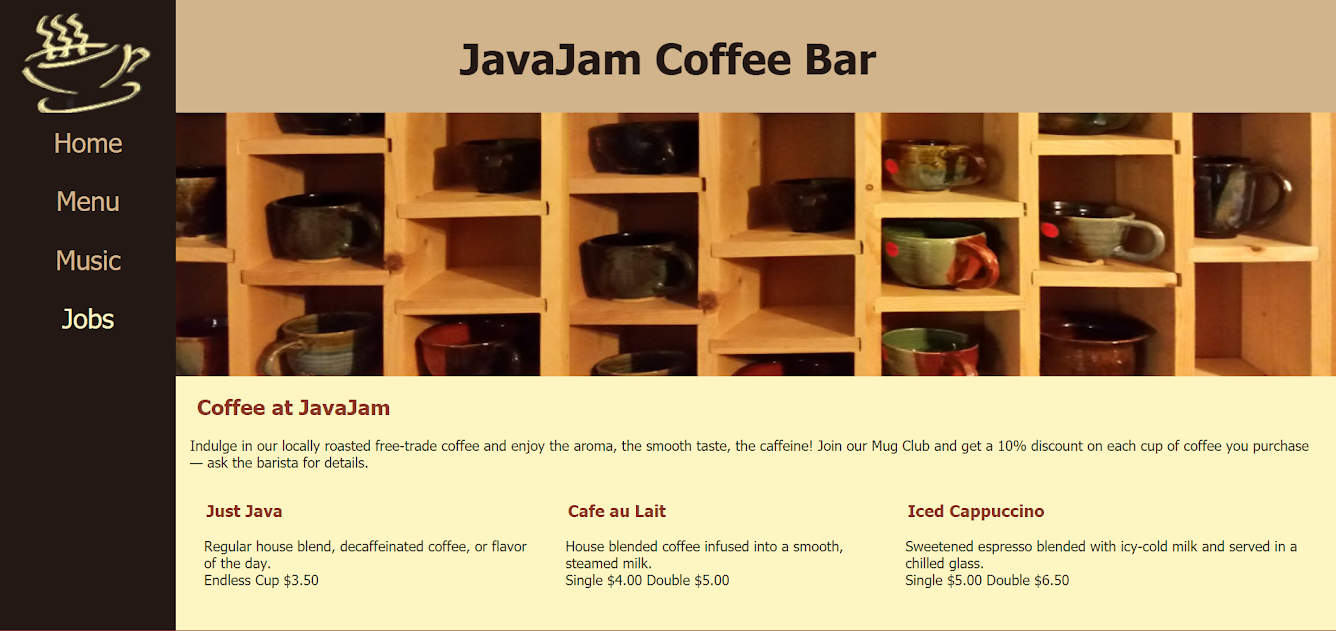 JavaJam Coffee Bar
Home
Menu
Music
Jobs
Coffee at JavaJam
Indulge in our locally roasted free-trade coffee and enjoy the aroma, the smooth taste, the caffeine! Join our Mug Club and get a 10% discount on each cup of coffee you purchase
— ask the barista for details.
Just Java
Regular house blend, decaffeinated coffee, or flavor
of the day.
Endless Cup $3.50
Cafe au Lait
House blended coffee infused into a smooth,
steamed milk.
Single $4.00 Double $5.00
Iced Cappuccino
Sweetened espresso blended with icy-cold milk and served in a
chilled glass.
Single $5.00 Double $6.50